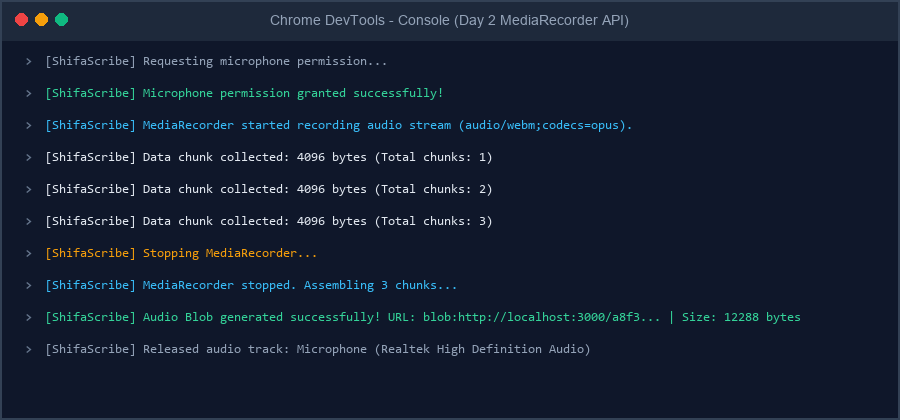 Chrome DevTools - Console (Day 2 MediaRecorder API)
> [ShifaScribe] Requesting microphone permission...
> [ShifaScribe] Microphone permission granted successfully!
> [ShifaScribe] MediaRecorder started recording audio stream (audio/webm;codecs=opus).
> [ShifaScribe] Data chunk collected: 4096 bytes (Total chunks: 1)
> [ShifaScribe] Data chunk collected: 4096 bytes (Total chunks: 2)
> [ShifaScribe] Data chunk collected: 4096 bytes (Total chunks: 3)
> [ShifaScribe] Stopping MediaRecorder...
> [ShifaScribe] MediaRecorder stopped. Assembling 3 chunks...
> [ShifaScribe] Audio Blob generated successfully! URL: blob:http://localhost:3000/a8f3... | Size: 12288 bytes
> [ShifaScribe] Released audio track: Microphone (Realtek High Definition Audio)